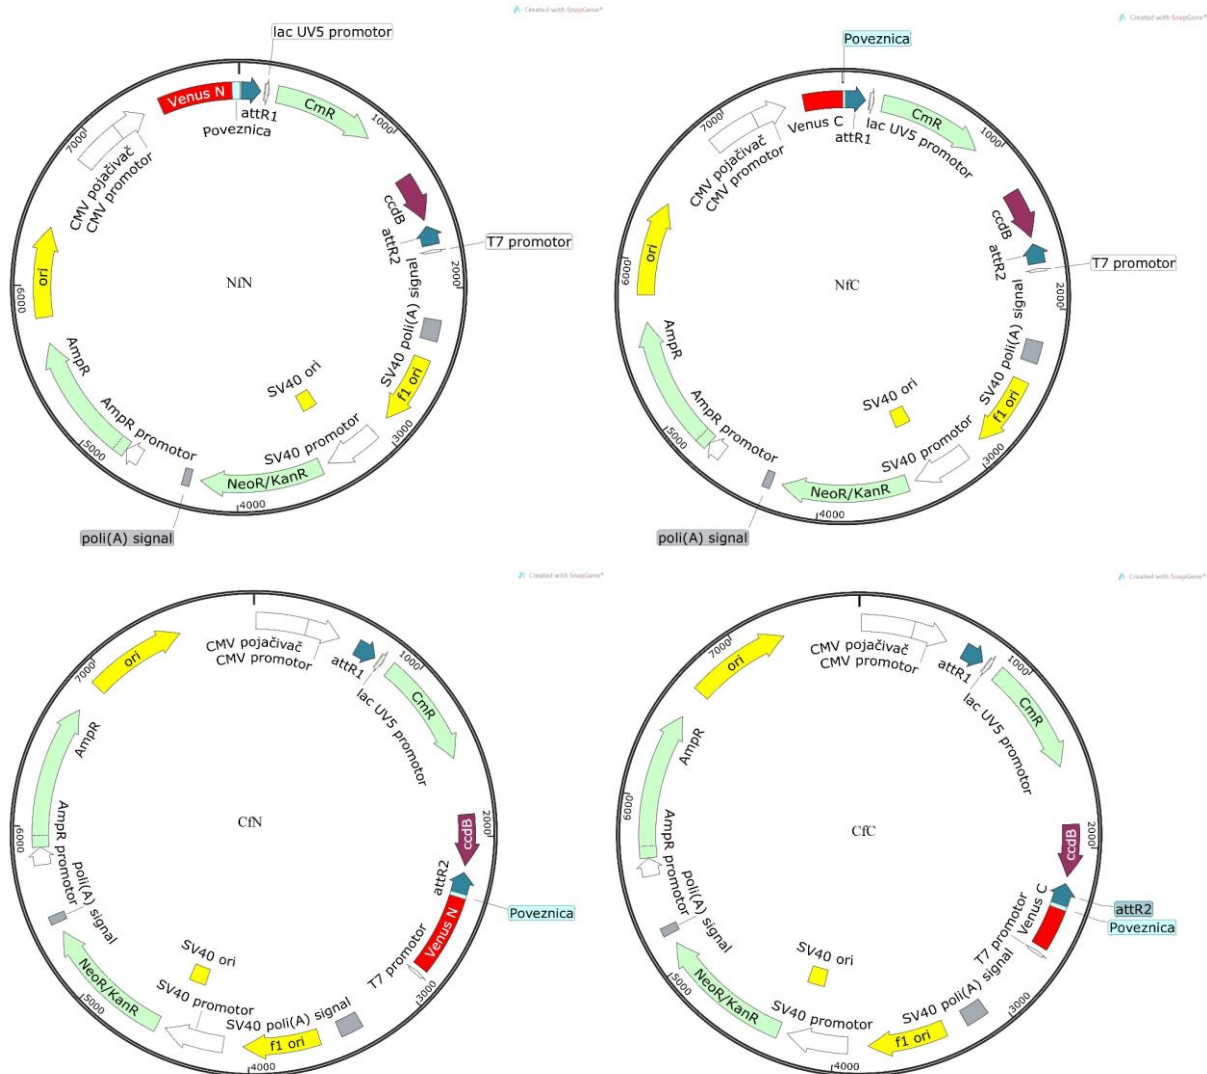 Created with SnapGene®
lac UV5 promotor
Venus N
attR1
Poveznica
CmR
1000
7000
CMV pojačivač
CMV promotor
ccdB
attR2
T7 promotor
2000
ori
6000
NfN
SV40 poli(A) signal
AmpR
SV40 ori
f1 ori
3000
AmpR promotor
5000
SV40 promotor
NeoR/KanR
4000
poli(A) signal
Created with SnapGene®
Poveznica
Venus C
attR1
lac UV5 promotor
CmR
1000
7000
CMV pojačivač
CMV promotor
ccdB
attR2
T7 promotor
2000
ori
6000
NfC
SV40 poli(A) signal
AmpR
SV40 ori
f1 ori
3000
AmpR promotor
5000
SV40 promotor
NeoR/KanR
4000
poli(A) signal
Created with SnapGene®
CMV pojačivač
CMV promotor
attR1
lac UV5 promotor
CmR
1000
ori
7000
AmpR
CfN
ccdB
2000
attR2
Poveznica
Venus N
T7 promotor
3000
6000
AmpR promotor
poli(A) signal
SV40 ori
SV40 promotor
SV40 poli(A) signal
NeoR/KanR
5000
f1 ori
4000
Created with SnapGene®
CMV pojačivač
CMV promotor
attR1
lac UV5 promotor
CmR
1000
ori
7000
AmpR
6000
CfC
ccdB
2000
attR2
Poveznica
Venus C
T7 promotor
3000
AmpR promotor
poli(A) signal
SV40 ori
SV40 promotor
SV40 poli(A) signal
NeoR/KanR
5000
f1 ori
4000